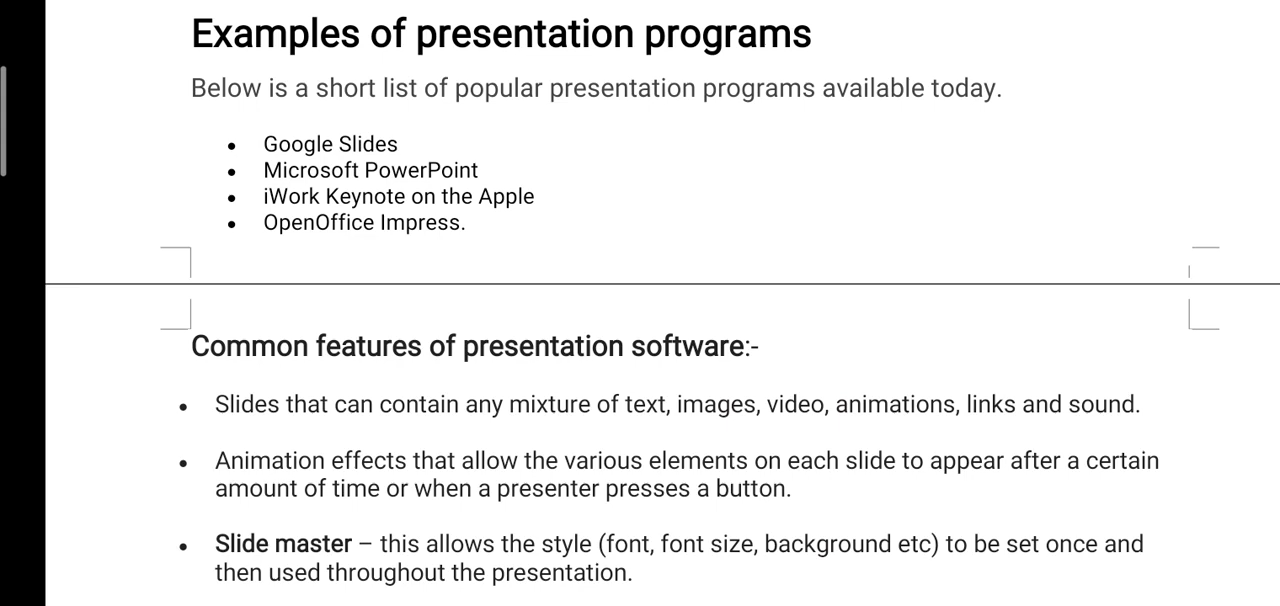 Examples of presentation programs
Below is a short list of popular presentation programs available today.
• Google Slides
• Microsoft PowerPoint
• iWork Keynote on the Apple
• OpenOffice Impress.
Common features of presentation software:-
• Slides that can contain any mixture of text, images, video, animations, links and sound.
• Animation effects that allow the various elements on each slide to appear after a certain
amount of time or when a presenter presses a button.
• Slide master – this allows the style (font, font size, background etc) to be set once and
then used throughout the presentation.